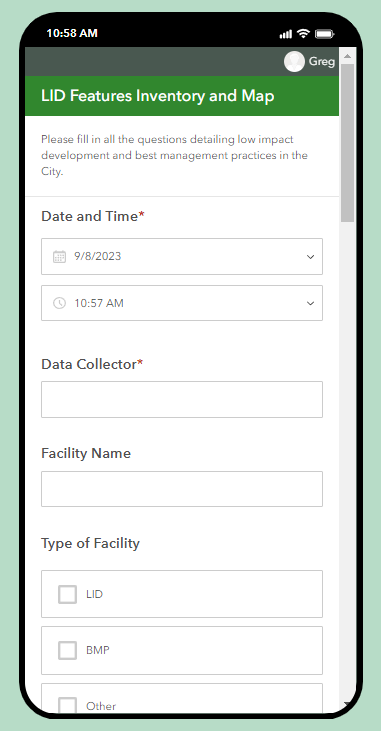 10:58 AM
Greg
LID Features Inventory and Map
Please fill in all the questions detailing low impact
development and best management practices in the
City.
Date and Time*
9/8/2023
10:57 AM
Data Collector*
Facility Name
Type of Facility
LID
BMP
Other